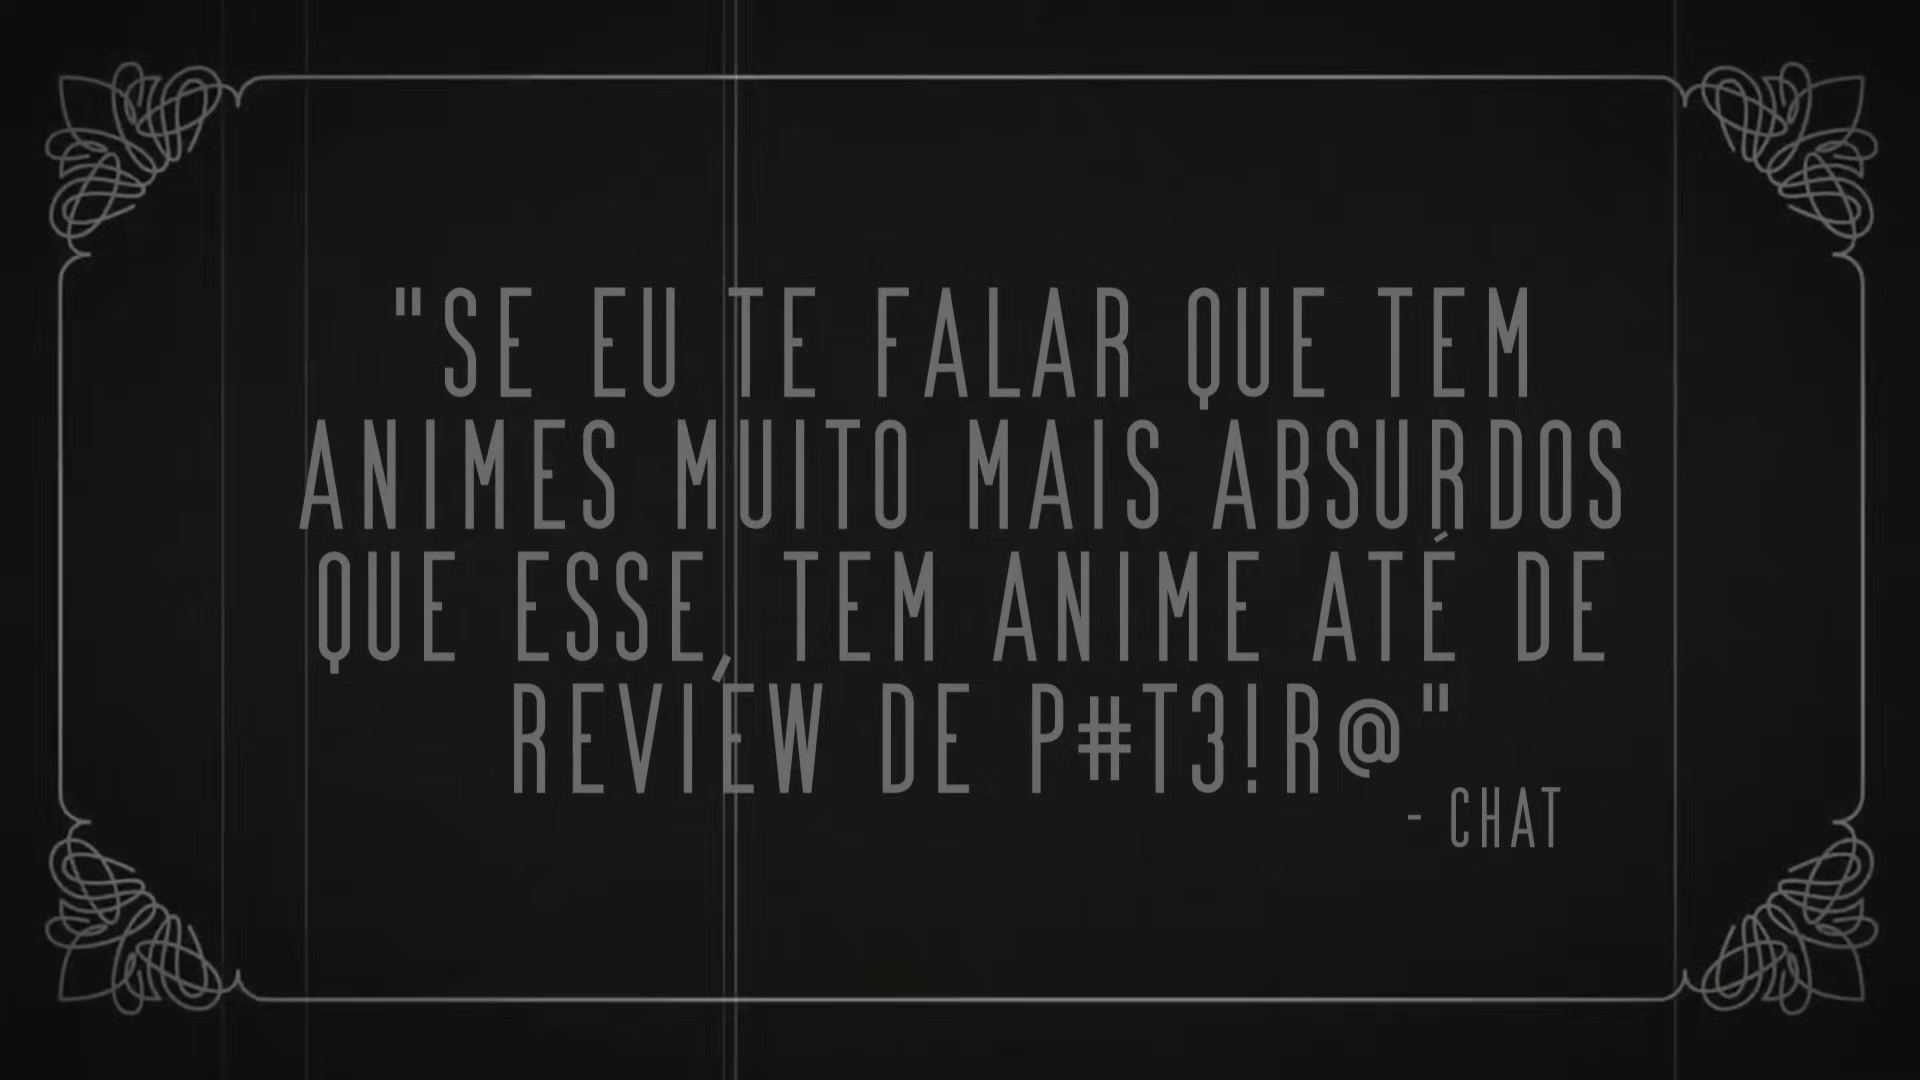 "SE EU TE FALAR QUE TEM
ANIMES MUITO MAIS ABSURDOS
QUE ESSE, TEM ANIME ATÉ DE
REVIEW DE P#T3!R@"
- CHAT